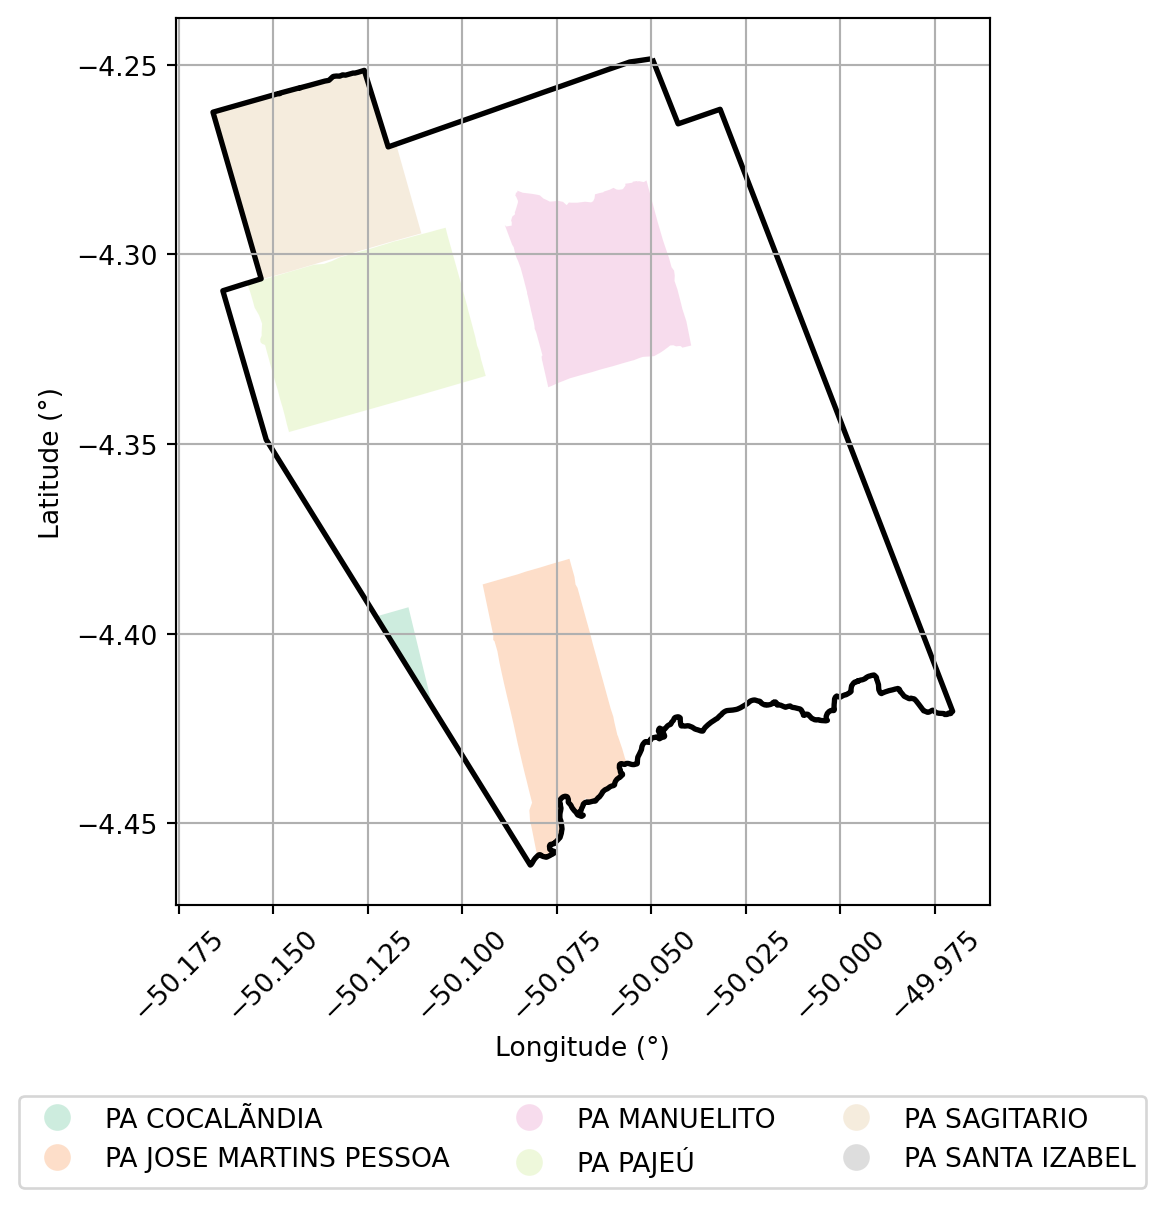 −4.25
−4.30
−4.35
−4.40
−4.45
Latitude (°)
−50.175
−50.150
−50.125
−50.100
−50.075
−50.050
−50.025
−50.000
−49.975
Longitude (°)
PA COCALÃNDIA
PA JOSE MARTINS PESSOA
PA MANUELITO
PA PAJEÚ
PA SAGITARIO
PA SANTA IZABEL